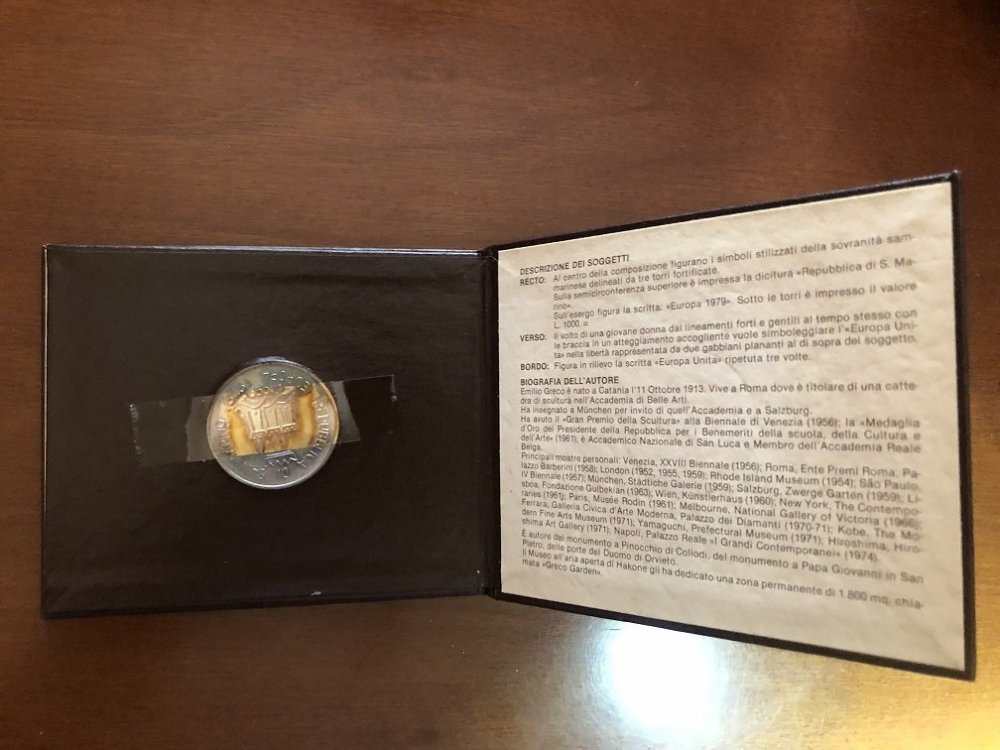 DESCRIZIONE DEI SOGGETTI
RECTO: Al centro della composizione figurano i simboli stilizzati della sovranità sam-
marinese delineati da tre torri fortificate.
Sulla semicirconferenza superiore è impressa la dicitura «Repubblica di S. Ma-
rino».
Sull'esergo figura la scritta: «Europa 1979». Sotto le torri è impresso il valore
L. 1000. =
VERSO: Il volto di una giovane donna dai lineamenti forti e gentili al tempo stesso con
le braccia in un atteggiamento accogliente vuole simboleggiare l'«Europa Uni-
ta» nella libertà rappresentata da due gabbiani plananti al di sopra del soggetto.
BORDO: Figura in rilievo la scritta «Europa Unita» ripetuta tre volte.
BIOGRAFIA DELL'AUTORE
Emilio Greco è nato a Catania l'11 Ottobre 1913. Vive a Roma dove è titolare di una catte-
dra di scultura nell'Accademia di Belle Arti.
Ha insegnato a München per invito di quell'Accademia e a Salizburg.
Ha avuto il «Gran Premio della Scultura» alla Biennale di Venezia (1956); la «Medaglia
d'Oro del Presidente della Repubblica per i Benemeriti della scuola, della Cultura e
dell'Arte» (1961); è Accademico Nazionale di San Luca e Membro dell'Accademia Reale
Belga.
Principali mostre personali: Venezia, XXVIII Biennale (1956); Roma, Ente Premi Roma, Pa-
lazzo Barberini (1958); London (1952, 1955, 1959); Rhode Island Museum (1954); São Paulo,
IV Biennale (1957); München, Städtliche Galerie (1959); Salzburg, Zwerge Garten (1959); Li-
sboa, Fondazione Gulbekian (1963); Wien, Künstlerhaus (1960); New York, The Contempo-
raries (1961); Paris, Musée Rodin (1961); Melbourne, National Gallery of Victoria (1966);
Ferrara, Galleria Civica d'Arte Moderna, Palazzo dei Diamanti (1970-71); Kobe, The Mo-
dern Fine Arts Museum (1971); Yamaguchi, Prefectural Museum (1971); Hiroshima, Hiro-
shima Art Gallery (1971); Napoli, Palazzo Reale «I Grandi Contemporanei» (1974).
È autore del monumento a Pinocchio di Collodi, del monumento a Papa Giovanni in San
Pietro; delle porte del Duomo di Orvieto.
Il Museo all'aria aperta di Hakone gli ha dedicato una zona permanente di 1.800 mq. chia-
mata «Greco Garden».